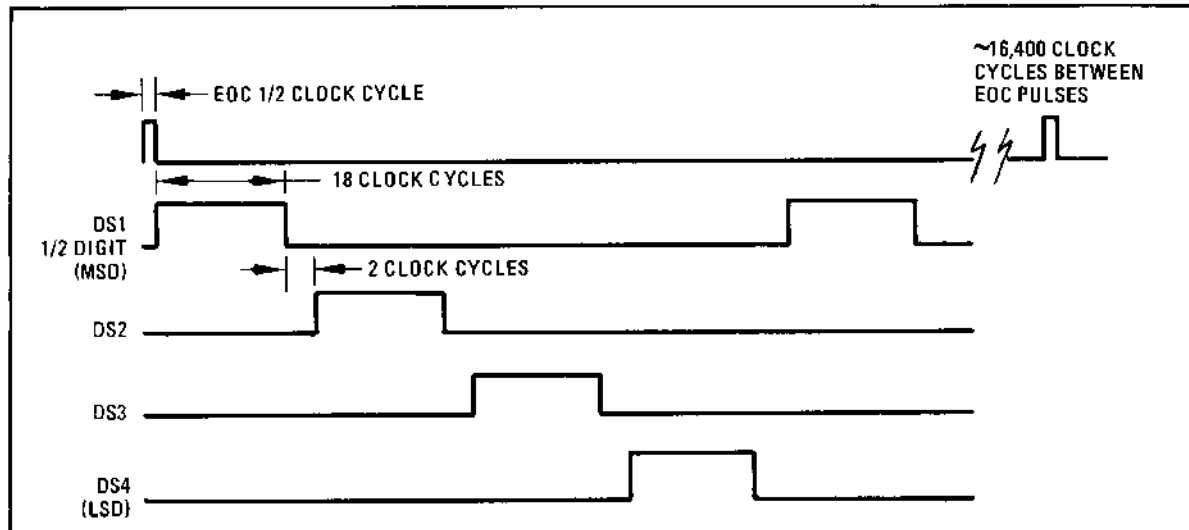 ~16,400 CLOCK
CYCLES BETWEEN
EOC PULSES
EOC 1/2 CLOCK CYCLE
18 CLOCK CYCLES
DS1
1/2 DIGIT
(MSD)
2 CLOCK CYCLES
DS2
DS3
DS4
(LSD)